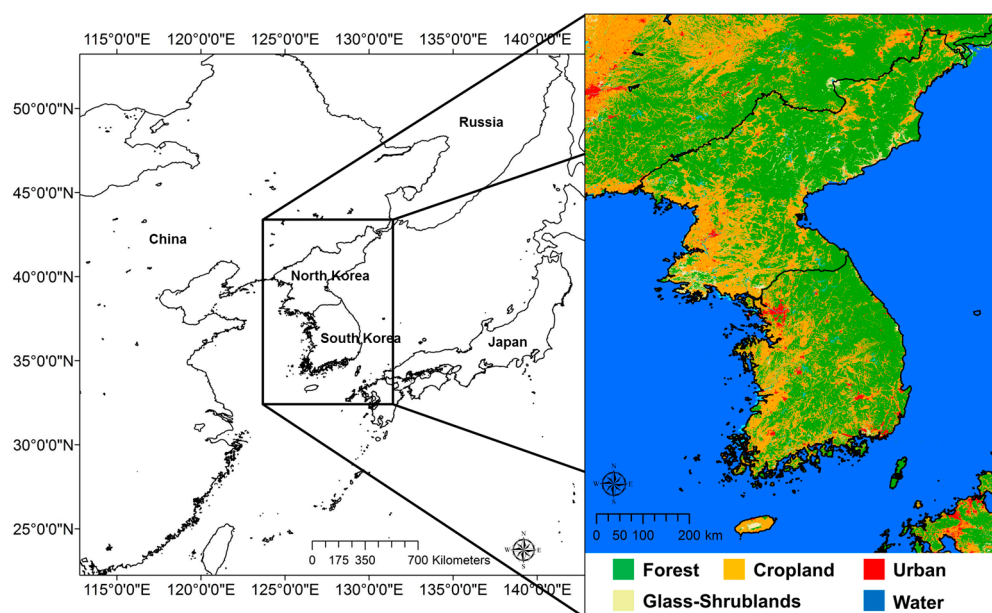 115°0'0"E 120°0'0"E 125°0'0"E 130°0'0"E 135°0'0"E 140°0'0"E
50°0'0"N
45°0'0"N
40°0'0"N
35°0'0"N
30°0'0"N
25°0'0"N
Russia
China
North Korea
South Korea
Japan
0 175 350 700 Kilometers
N
W E
S
115°0'0"E 120°0'0"E 125°0'0"E 130°0'0"E 135°0'0"E 140°0'0"E
N
W E
S
0 50 100 200 km
Forest Cropland Urban
Glass-Shrublands Water